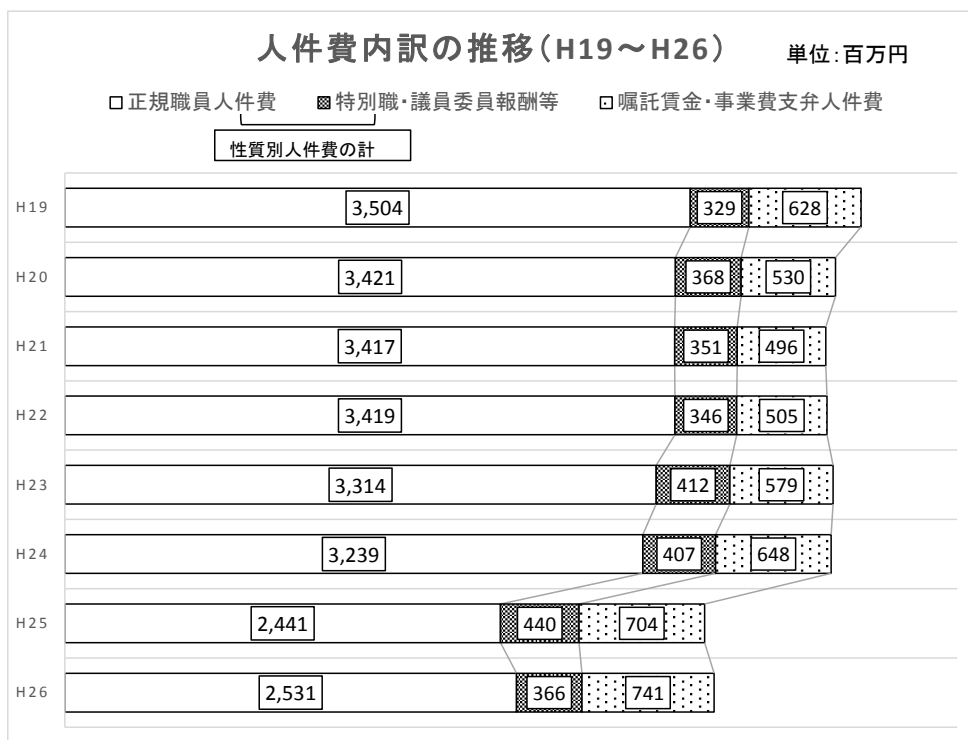 人件費内訳の推移(H19～H26)
単位:百万円
正規職員人件費 特別職・議員委員報酬等 嘱託賃金・事業費支弁人件費
性質別人件費の計
H19 3,504 329 628
H20 3,421 368 530
H21 3,417 351 496
H22 3,419 346 505
H23 3,314 412 579
H24 3,239 407 648
H25 2,441 440 704
H26 2,531 366 741